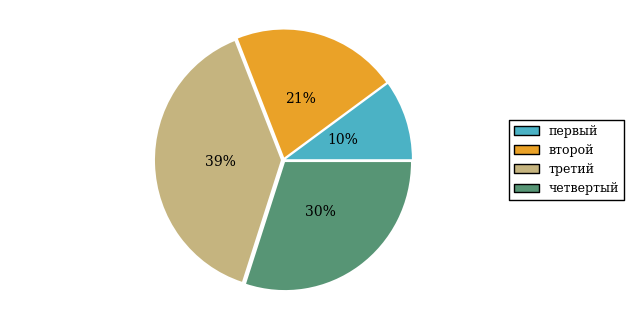 21%
10%
39%
30%
первый
второй
третий
четвертый